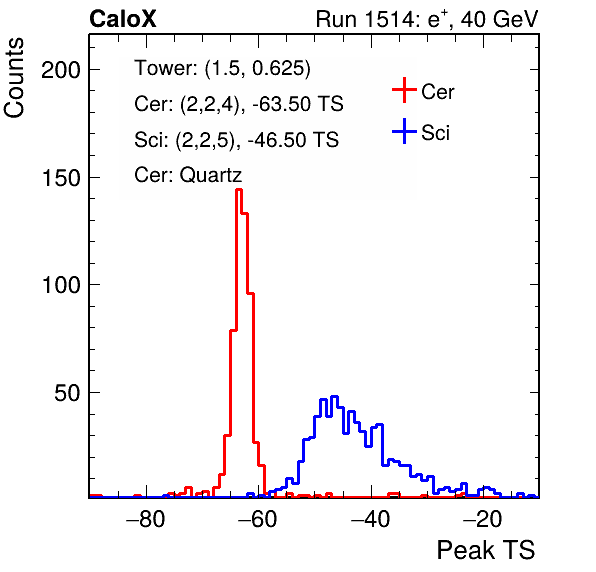 CaloX Run 1514: e⁺, 40 GeV
Counts
200
150
100
50
Tower: (1.5, 0.625)
Cer: (2,2,4), -63.50 TS
Sci: (2,2,5), -46.50 TS
Cer: Quartz
Cer
Sci
−80 −60 −40 −20
Peak TS